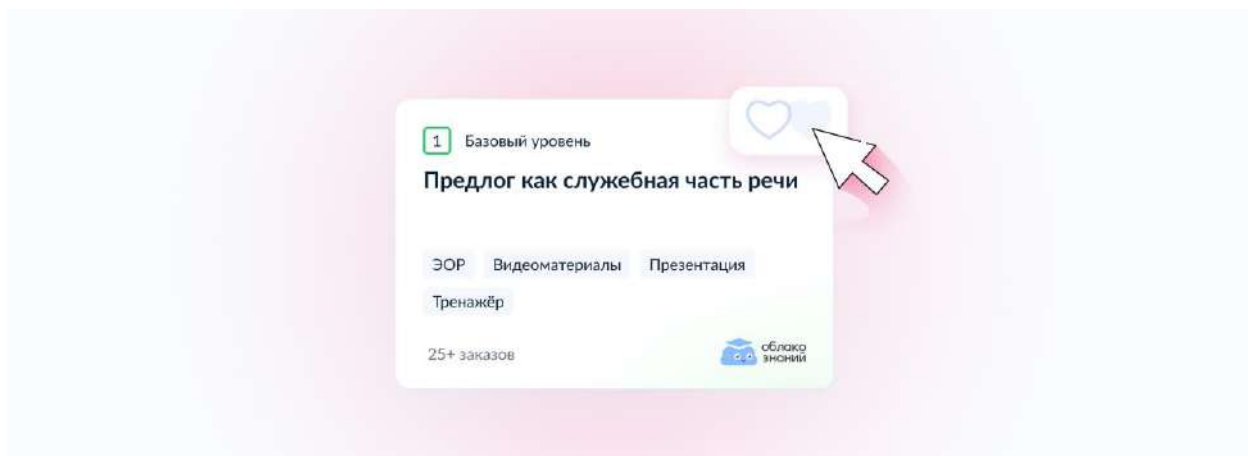 1 Базовый уровень
Предлог как служебная часть речи
ЭОР Видеоматериалы Презентация
Тренажёр
25+ заказов
облако
знаний